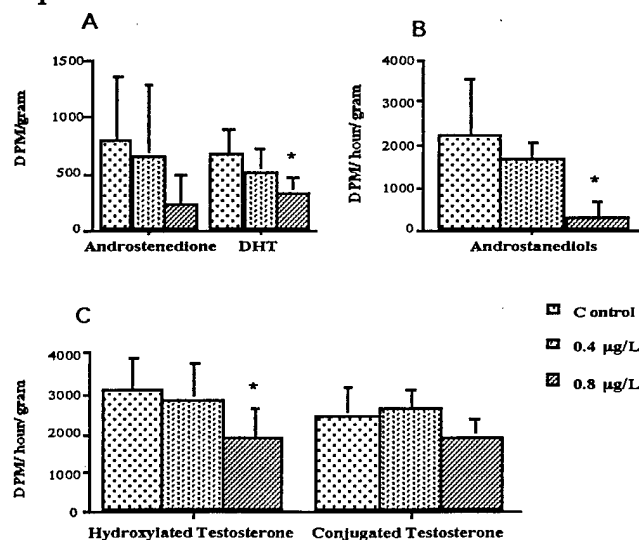 A
B
1500
1000
500
0
DPM/gram
*
Androstenedione DHT
4000
3000
2000
1000
0
DPM/ hour/ gram
*
Androstanediols
C
4000
3000
2000
1000
0
DPM/ hour/ gram
*
Hydroxylated Testosterone Conjugated Testosterone
C ontrol
0.4 μg/L
0.8 μg/L